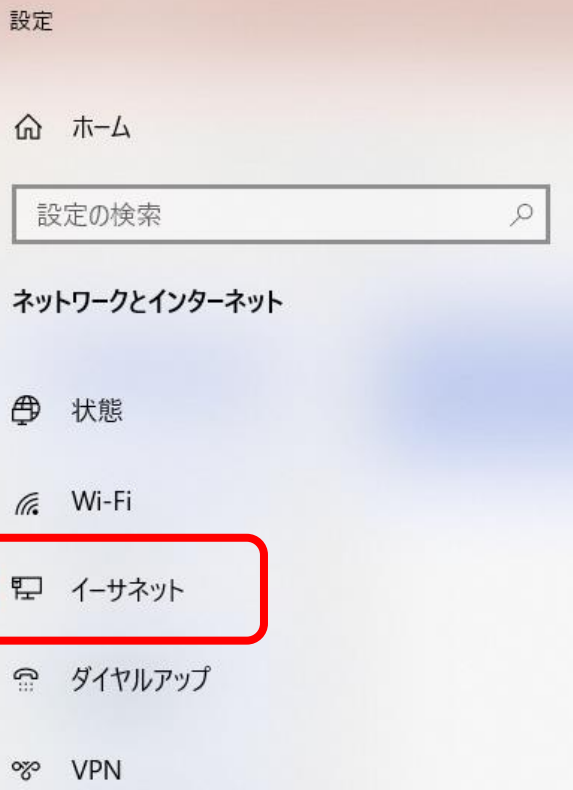 設定
ホーム
設定の検索
ネットワークとインターネット
状態
Wi-Fi
イーサネット
ダイヤルアップ
VPN